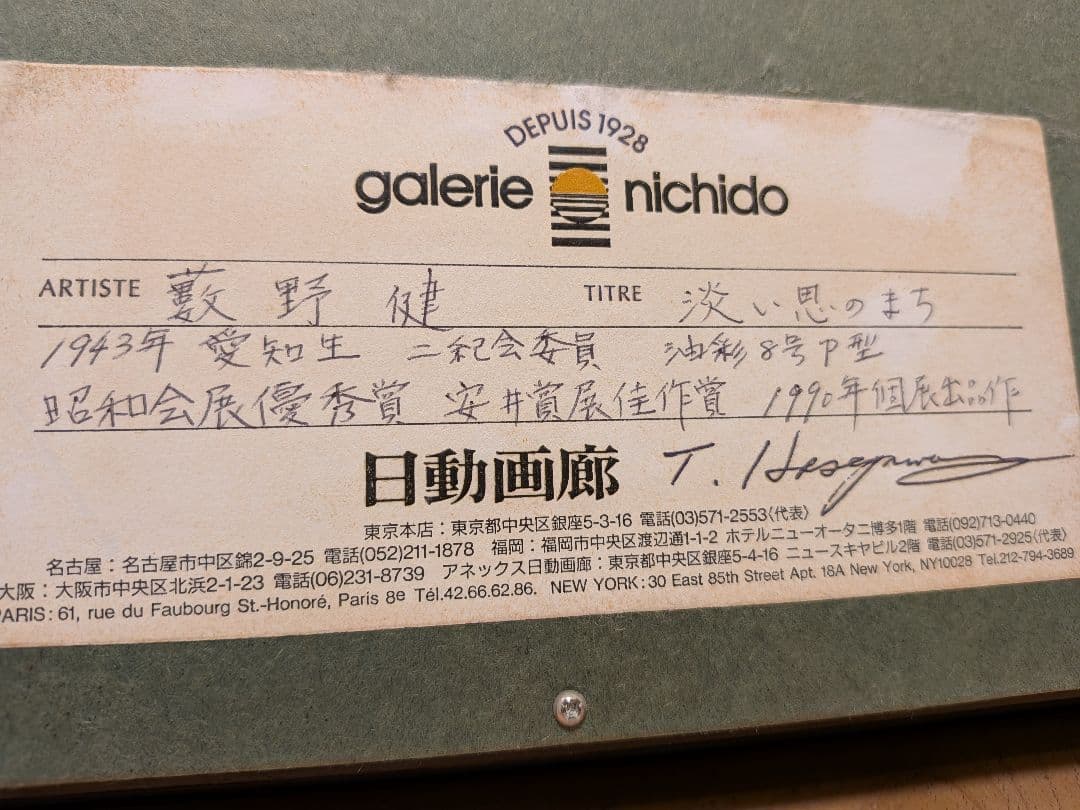 DEPUIS 1928
galerie nichido
ARTISTE 藪野 健 TITRE 淡い思のまち
1943年 愛知生 二紀会委員 油彩8号P型
昭和会展優秀賞 安井賞展佳作賞 1990年個展出品作
日動画廊 T. Hasegawa
東京本店：東京都中央区銀座5-3-16 電話(03)571-2553〈代表〉
名古屋：名古屋市中区錦2-9-25 電話(052)211-1878 福岡：福岡市中央区渡辺通1-1-2 ホテルニューオータニ博多1階 電話(092)713-0440
大阪：大阪市中央区北浜2-1-23 電話(06)231-8739 アネックス日動画廊：東京都中央区銀座5-4-16 ニュースキヤビル2階 電話(03)571-2925〈代表〉
PARIS：61, rue du Faubourg St.-Honoré, Paris 8e Tél.42.66.62.86. NEW YORK：30 East 85th Street Apt. 18A New York, NY10028 Tel.212-794-3689